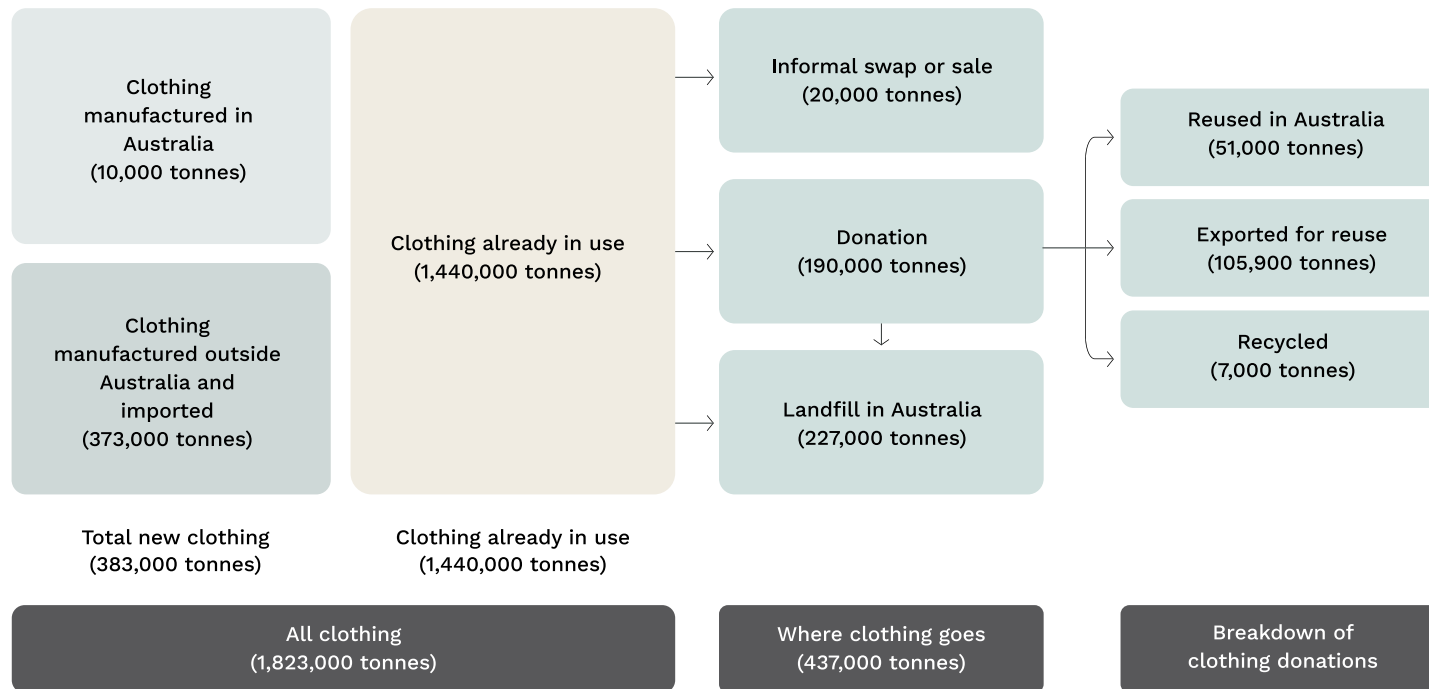 Clothing
manufactured in
Australia
(10,000 tonnes)
Clothing
manufactured outside
Australia and
imported
(373,000 tonnes)
Total new clothing
(383,000 tonnes)
Clothing already in use
(1,440,000 tonnes)
Clothing already in use
(1,440,000 tonnes)
All clothing
(1,823,000 tonnes)
Informal swap or sale
(20,000 tonnes)
Donation
(190,000 tonnes)
Landfill in Australia
(227,000 tonnes)
Where clothing goes
(437,000 tonnes)
Reused in Australia
(51,000 tonnes)
Exported for reuse
(105,900 tonnes)
Recycled
(7,000 tonnes)
Breakdown of
clothing donations